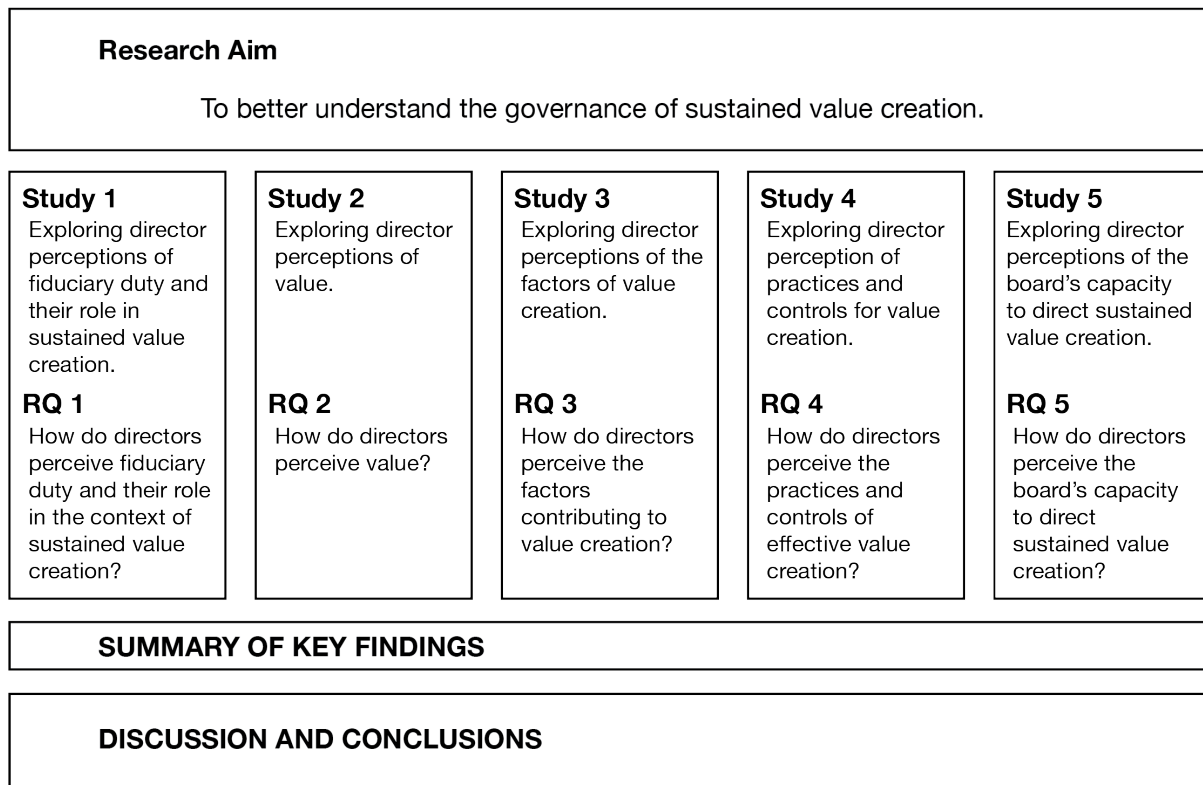 Research Aim
To better understand the governance of sustained value creation.
Study 1
Exploring director
perceptions of
fiduciary duty and
their role in
sustained value
creation.
RQ 1
How do directors
perceive fiduciary
duty and their role
in the context of
sustained value
creation?
Study 2
Exploring director
perceptions of
value.
RQ 2
How do directors
perceive value?
Study 3
Exploring director
perceptions of the
factors of value
creation.
RQ 3
How do directors
perceive the
factors
contributing to
value creation?
Study 4
Exploring director
perception of
practices and
controls for value
creation.
RQ 4
How do directors
perceive the
practices and
controls of
effective value
creation?
Study 5
Exploring director
perceptions of the
board’s capacity
to direct sustained
value creation.
RQ 5
How do directors
perceive the
board’s capacity
to direct
sustained value
creation?
SUMMARY OF KEY FINDINGS
DISCUSSION AND CONCLUSIONS